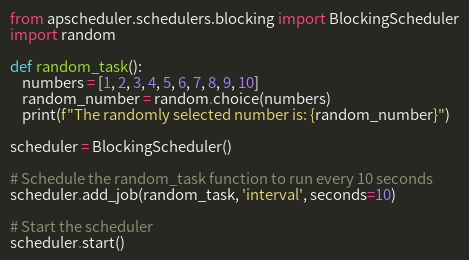 from apscheduler.schedulers.blocking import BlockingScheduler
import random

def random_task():
    numbers = [1, 2, 3, 4, 5, 6, 7, 8, 9, 10]
    random_number = random.choice(numbers)
    print(f"The randomly selected number is: {random_number}")

scheduler = BlockingScheduler()

# Schedule the random_task function to run every 10 seconds
scheduler.add_job(random_task, 'interval', seconds=10)

# Start the scheduler
scheduler.start()